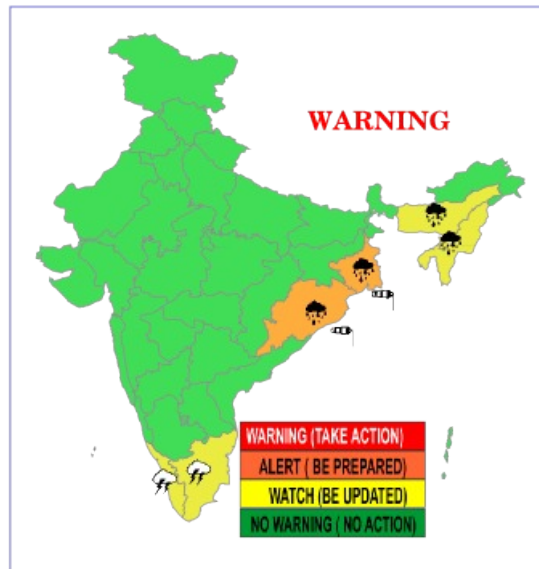 WARNING
WARNING (TAKE ACTION)
ALERT ( BE PREPARED)
WATCH (BE UPDATED)
NO WARNING ( NO ACTION)